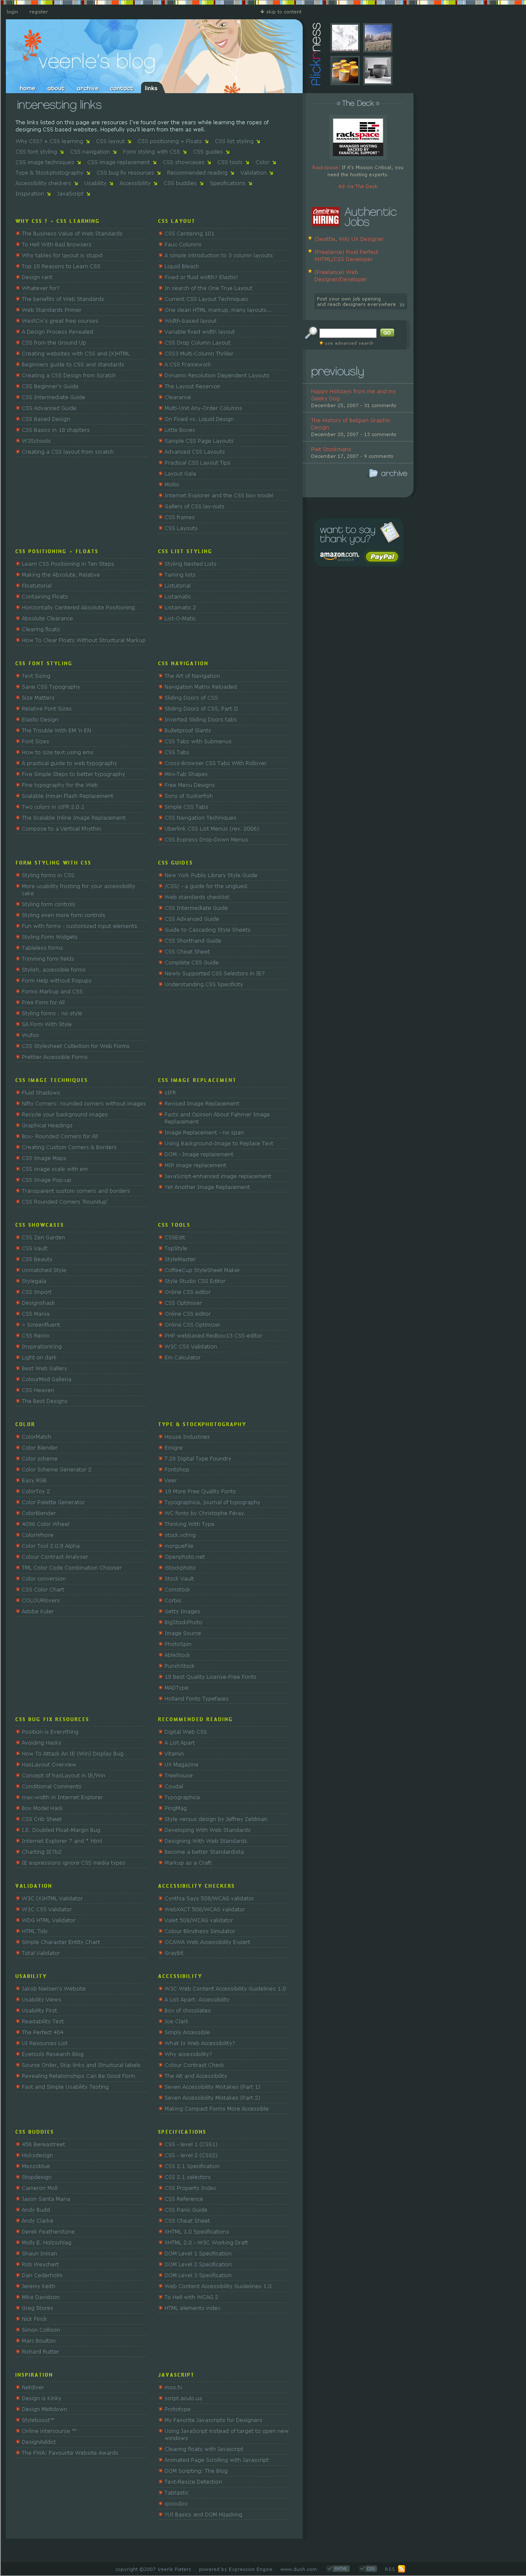 login
register
skip to content
veerle's blog
home
about
archive
contact
links
flickrness
interesting links
The links listed on this page are resources I've found over the years while learning the ropes of
designing CSS based websites. Hopefully you'll learn from them as well.
Why CSS? + CSS learning
CSS layout
CSS positioning + Floats
CSS list styling
CSS font styling
CSS navigation
Form styling with CSS
CSS guides
CSS image techniques
CSS image replacement
CSS showcases
CSS tools
Color
Type & Stockphotography
CSS bug fix resources
Recommended reading
Validation
Accessibility checkers
Usability
Accessibility
CSS buddies
Specifications
Inspiration
JavaScript
The Deck
rackspace
MANAGED HOSTING
BACKED BY
FANATICAL SUPPORT
Rackspace: If it's Mission Critical, you
need the hosting experts.
Ad via The Deck
Authentic
Jobs
(Seattle, WA) UX Designer
(Freelance) Pixel Perfect
XHTML/CSS Developer
(Freelance) Web
Designer/Developer
Post your own job opening
and reach designers everywhere
GO
use advanced search
previously
Happy Holidays from me and my
Geeky Dog
December 25, 2007 - 31 comments
The History of Belgian Graphic
Design
December 20, 2007 - 13 comments
Piet Stockmans
December 17, 2007 - 9 comments
archive
want to say
thank you?
amazon.com
PayPal
WHY CSS ? + CSS LEARNING
The Business Value of Web Standards
To Hell With Bad Browsers
Why tables for layout is stupid
Top 10 Reasons to Learn CSS
Design rant
Whatever for?
The benefits of Web Standards
Web Standards Primer
WestCiv's great free courses
A Design Process Revealed
CSS from the Ground Up
Creating websites with CSS and (X)HTML
Beginners guide to CSS and standards
Creating a CSS Design from Scratch
CSS Beginner's Guide
CSS Intermediate Guide
CSS Advanced Guide
CSS Based Design
CSS Basics in 18 chapters
W3Schools
Creating a CSS layout from scratch
CSS LAYOUT
CSS Centering 101
Faux Columns
A simple introduction to 3 column layouts
Liquid Bleach
Fixed or fluid width? Elastic!
In search of the One True Layout
Current CSS Layout Techniques
One clean HTML markup, many layouts...
Width-based layout
Variable fixed width layout
CSS Drop Column Layout
CSS3 Multi-Column Thriller
A CSS Framework
Dynamic Resolution Dependent Layouts
The Layout Reservoir
Clearance
Multi-Unit Any-Order Columns
On Fixed vs. Liquid Design
Little Boxes
Sample CSS Page Layouts
Advanced CSS Layouts
Practical CSS Layout Tips
Layout Gala
Mollio
Internet Explorer and the CSS box model
Gallery of CSS lay-outs
CSS frames
CSS Layouts
CSS POSITIONING + FLOATS
Learn CSS Positioning in Ten Steps
Making the Absolute, Relative
Floatutorial
Containing Floats
Horizontally Centered Absolute Positioning
Absolute Clearance
Clearing floats
How To Clear Floats Without Structural Markup
CSS LIST STYLING
Styling Nested Lists
Taming lists
Listutorial
Listamatic
Listamatic 2
List-O-Matic
CSS FONT STYLING
Text Sizing
Sane CSS Typography
Size Matters
Relative Font Sizes
Elastic Design
The Trouble With EM 'n EN
Font Sizes
How to size text using ems
A practical guide to web typography
Five Simple Steps to better typography
Fine typography for the Web
Scalable Inman Flash Replacement
Two colors in sIFR 2.0.2
The Scalable Inline Image Replacement
Compose to a Vertical Rhythm
CSS NAVIGATION
The Art of Navigation
Navigation Matrix Reloaded
Sliding Doors of CSS
Sliding Doors of CSS, Part II
Inverted Sliding Doors tabs
Bulletproof Slants
CSS Tabs with Submenus
CSS Tabs
Cross-Browser CSS Tabs With Rollover
Mini-Tab Shapes
Free Menu Designs
Sons of Suckerfish
Simple CSS Tabs
CSS Navigation Techniques
Uberlink CSS List Menus (rev. 2006)
CSS Express Drop-Down Menus
FORM STYLING WITH CSS
Styling forms in CSS
More usability frosting for your accessibility
cake
Styling form controls
Styling even more form controls
Fun with forms - customized input elements
Styling Form Widgets
Tableless forms
Trimming form fields
Stylish, accessible forms
Form Help without Popups
Forms Markup and CSS
Free Form for All
Styling forms : no style
SA Form With Style
Wufoo
CSS Stylesheet Collection for Web Forms
Prettier Accessible Forms
CSS GUIDES
New York Public Library Style Guide
/CSS/ - a guide for the unglued
Web standards checklist
CSS Intermediate Guide
CSS Advanced Guide
Guide to Cascading Style Sheets
CSS Shorthand Guide
CSS Cheat Sheet
Complete CSS Guide
Newly Supported CSS Selectors in IE7
Understanding CSS Specificity
CSS IMAGE TECHNIQUES
Fluid Shadows
Nifty Corners: rounded corners without images
Recycle your background images
Graphical Headings
Box- Rounded Corners for All
Creating Custom Corners & Borders
CSS Image Maps
CSS image scale with em
CSS Image Pop-up
Transparent custom corners and borders
CSS Rounded Corners 'Roundup'
CSS IMAGE REPLACEMENT
sIFR
Revised Image Replacement
Facts and Opinion About Fahrner Image
Replacement
Image Replacement - no span
Using Background-Image to Replace Text
DOM - Image replacement
MIR image replacement
JavaScript-enhanced image replacement
Yet Another Image Replacement
CSS SHOWCASES
CSS Zen Garden
CSS Vault
CSS Beauty
Unmatched Style
Stylegala
CSS Import
Designshack
CSS Mania
+ Screenfluent
CSS Remix
InspirationKing
Light on dark
Best Web Gallery
ColourMod Galleria
CSS Heaven
The Best Designs
CSS TOOLS
CSSEdit
TopStyle
StyleMaster
CoffeeCup StyleSheet Maker
Style Studio CSS Editor
Online CSS editor
CSS Optimiser
Online CSS editor
Online CSS Optimizer
PHP webbased Redbox13 CSS-editor
W3C CSS Validation
Em Calculator
COLOR
ColorMatch
Color Blender
Color scheme
Color Scheme Generator 2
Easy RGB
ColorToy 2
Color Palette Generator
ColorBlender
4096 Color Wheel
ColorWhore
Color Tool 2.0.9 Alpha
Colour Contrast Analyser
TML Color Code Combination Chooser
Color conversion
CSS Color Chart
COLOURlovers
Adobe Kuler
TYPE & STOCKPHOTOGRAPHY
House Industries
Emigre
T.26 Digital Type Foundry
Fontshop
Veer
19 More Free Quality Fonts
Typographica, journal of typography
WC fonts by Christophe Féray
Thinking With Type
stock.xchng
morgueFile
Openphoto.net
iStockphoto
Stock Vault
Comstock
Corbis
Getty Images
BigStockPhoto
Image Source
PhotoSpin
AbleStock
PunchStock
19 Best Quality License-Free Fonts
MADType
Holland Fonts Typefaces
CSS BUG FIX RESOURCES
Position is Everything
Avoiding Hacks
How To Attack An IE (Win) Display Bug
HasLayout Overview
Concept of hasLayout in IE/Win
Conditional Comments
max-width in Internet Explorer
Box Model Hack
CSS Crib Sheet
I.E. Doubled Float-Margin Bug
Internet Explorer 7 and * html
Charting IE7b2
IE expressions ignore CSS media types
RECOMMENDED READING
Digital Web CSS
A List Apart
Vitamin
UX Magazine
Treehouse
Coudal
Typographica
PingMag
Style versus design by Jeffrey Zeldman
Developing With Web Standards
Designing With Web Standards
Become a better Standardista
Markup as a Craft
VALIDATION
W3C (X)HTML Validator
W3C CSS Validator
WDG HTML Validator
HTML Tidy
Simple Character Entity Chart
Total Validator
ACCESSIBILITY CHECKERS
Cynthia Says 508/WCAG validator
WebXACT 508/WCAG validator
Valet 508/WCAG validator
Colour Blindness Simulator
OCAWA Web Accessibility Expert
GrayBit
USABILITY
Jakob Nielsen's Website
Usability Views
Usability First
Readability Test
The Perfect 404
UI Resources List
Eyetools Research Blog
Source Order, Skip links and Structural labels
Revealing Relationships Can Be Good Form
Fast and Simple Usability Testing
ACCESSIBILITY
W3C Web Content Accessibility Guidelines 1.0
A List Apart: Accessibility
Box of chocolates
Joe Clark
Simply Accessible
What Is Web Accessibility?
Why accessibility?
Colour Contrast Check
The Alt and Accessibility
Seven Accessibility Mistakes (Part 1)
Seven Accessibility Mistakes (Part 2)
Making Compact Forms More Accessible
CSS BUDDIES
456 Bereastreet
Hicksdesign
Mezzoblue
Stopdesign
Cameron Moll
Jason Santa Maria
Andy Budd
Andy Clarke
Derek Featherstone
Molly E. Holzschlag
Shaun Inman
Rob Weychert
Dan Cederholm
Jeremy Keith
Mike Davidson
Greg Storey
Nick Finck
Simon Collison
Marc Boulton
Richard Rutter
SPECIFICATIONS
CSS - level 1 (CSS1)
CSS - level 2 (CSS2)
CSS 2.1 Specification
CSS 2.1 selectors
CSS Property Index
CSS Reference
CSS Panic Guide
CSS Cheat Sheet
XHTML 1.0 Specifications
XHTML 2.0 - W3C Working Draft
DOM Level 1 Specification
DOM Level 2 Specification
DOM Level 3 Specification
Web Content Accessibility Guidelines 1.0
To Hell with WCAG 2
HTML elements index
INSPIRATION
Netdiver
Design is Kinky
Design Meltdown
Styleboost™
Online Intercourse ™
DesignAddict
The FWA: Favourite Website Awards
JAVASCRIPT
moo.fx
script.aculo.us
Prototype
My Favorite Javascripts for Designers
Using JavaScript instead of target to open new
windows
Clearing floats with Javascript
Animated Page Scrolling with Javascript
DOM Scripting: The Blog
Text-Resize Detection
Tabtastic
qooxdoo
YUI Basics and DOM Hijacking
copyright ©2007 Veerle Pieters
powered by Expression Engine
www.duoh.com
XHTML
CSS
RSS